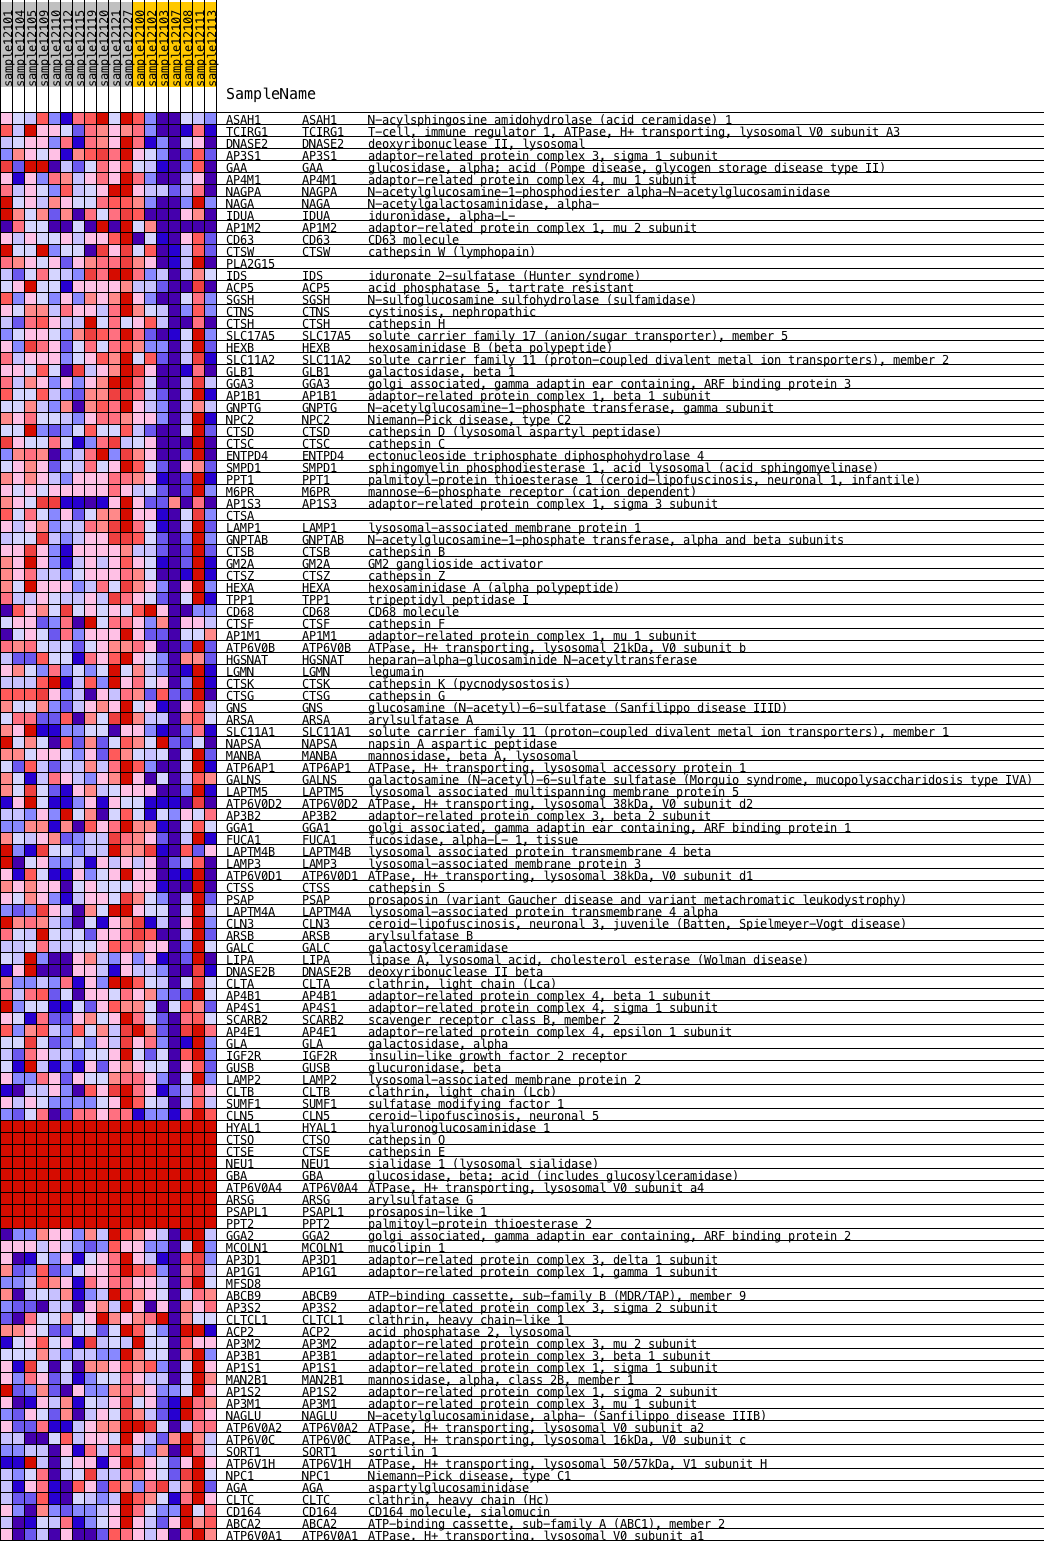 sample12101
sample12104
sample12105
sample12109
sample12110
sample12112
sample12115
sample12119
sample12120
sample12121
sample12127
sample12100
sample12102
sample12103
sample12107
sample12108
sample12111
sample12113
SampleName
ASAH1 ASAH1 N-acylsphingosine amidohydrolase (acid ceramidase) 1
TCIRG1 TCIRG1 T-cell, immune regulator 1, ATPase, H+ transporting, lysosomal V0 subunit A3
DNASE2 DNASE2 deoxyribonuclease II, lysosomal
AP3S1 AP3S1 adaptor-related protein complex 3, sigma 1 subunit
GAA GAA glucosidase, alpha; acid (Pompe disease, glycogen storage disease type II)
AP4M1 AP4M1 adaptor-related protein complex 4, mu 1 subunit
NAGPA NAGPA N-acetylglucosamine-1-phosphodiester alpha-N-acetylglucosaminidase
NAGA NAGA N-acetylgalactosaminidase, alpha-
IDUA IDUA iduronidase, alpha-L-
AP1M2 AP1M2 adaptor-related protein complex 1, mu 2 subunit
CD63 CD63 CD63 molecule
CTSW CTSW cathepsin W (lymphopain)
PLA2G15
IDS IDS iduronate 2-sulfatase (Hunter syndrome)
ACP5 ACP5 acid phosphatase 5, tartrate resistant
SGSH SGSH N-sulfoglucosamine sulfohydrolase (sulfamidase)
CTNS CTNS cystinosis, nephropathic
CTSH CTSH cathepsin H
SLC17A5 SLC17A5 solute carrier family 17 (anion/sugar transporter), member 5
HEXB HEXB hexosaminidase B (beta polypeptide)
SLC11A2 SLC11A2 solute carrier family 11 (proton-coupled divalent metal ion transporters), member 2
GLB1 GLB1 galactosidase, beta 1
GGA3 GGA3 golgi associated, gamma adaptin ear containing, ARF binding protein 3
AP1B1 AP1B1 adaptor-related protein complex 1, beta 1 subunit
GNPTG GNPTG N-acetylglucosamine-1-phosphate transferase, gamma subunit
NPC2 NPC2 Niemann-Pick disease, type C2
CTSD CTSD cathepsin D (lysosomal aspartyl peptidase)
CTSC CTSC cathepsin C
ENTPD4 ENTPD4 ectonucleoside triphosphate diphosphohydrolase 4
SMPD1 SMPD1 sphingomyelin phosphodiesterase 1, acid lysosomal (acid sphingomyelinase)
PPT1 PPT1 palmitoyl-protein thioesterase 1 (ceroid-lipofuscinosis, neuronal 1, infantile)
M6PR M6PR mannose-6-phosphate receptor (cation dependent)
AP1S3 AP1S3 adaptor-related protein complex 1, sigma 3 subunit
CTSA
LAMP1 LAMP1 lysosomal-associated membrane protein 1
GNPTAB GNPTAB N-acetylglucosamine-1-phosphate transferase, alpha and beta subunits
CTSB CTSB cathepsin B
GM2A GM2A GM2 ganglioside activator
CTSZ CTSZ cathepsin Z
HEXA HEXA hexosaminidase A (alpha polypeptide)
TPP1 TPP1 tripeptidyl peptidase I
CD68 CD68 CD68 molecule
CTSF CTSF cathepsin F
AP1M1 AP1M1 adaptor-related protein complex 1, mu 1 subunit
ATP6V0B ATP6V0B ATPase, H+ transporting, lysosomal 21kDa, V0 subunit b
HGSNAT HGSNAT heparan-alpha-glucosaminide N-acetyltransferase
LGMN LGMN legumain
CTSK CTSK cathepsin K (pycnodysostosis)
CTSG CTSG cathepsin G
GNS GNS glucosamine (N-acetyl)-6-sulfatase (Sanfilippo disease IIID)
ARSA ARSA arylsulfatase A
SLC11A1 SLC11A1 solute carrier family 11 (proton-coupled divalent metal ion transporters), member 1
NAPSA NAPSA napsin A aspartic peptidase
MANBA MANBA mannosidase, beta A, lysosomal
ATP6AP1 ATP6AP1 ATPase, H+ transporting, lysosomal accessory protein 1
GALNS GALNS galactosamine (N-acetyl)-6-sulfate sulfatase (Morquio syndrome, mucopolysaccharidosis type IVA)
LAPTM5 LAPTM5 lysosomal associated multispanning membrane protein 5
ATP6V0D2 ATP6V0D2 ATPase, H+ transporting, lysosomal 38kDa, V0 subunit d2
AP3B2 AP3B2 adaptor-related protein complex 3, beta 2 subunit
GGA1 GGA1 golgi associated, gamma adaptin ear containing, ARF binding protein 1
FUCA1 FUCA1 fucosidase, alpha-L- 1, tissue
LAPTM4B LAPTM4B lysosomal associated protein transmembrane 4 beta
LAMP3 LAMP3 lysosomal-associated membrane protein 3
ATP6V0D1 ATP6V0D1 ATPase, H+ transporting, lysosomal 38kDa, V0 subunit d1
CTSS CTSS cathepsin S
PSAP PSAP prosaposin (variant Gaucher disease and variant metachromatic leukodystrophy)
LAPTM4A LAPTM4A lysosomal-associated protein transmembrane 4 alpha
CLN3 CLN3 ceroid-lipofuscinosis, neuronal 3, juvenile (Batten, Spielmeyer-Vogt disease)
ARSB ARSB arylsulfatase B
GALC GALC galactosylceramidase
LIPA LIPA lipase A, lysosomal acid, cholesterol esterase (Wolman disease)
DNASE2B DNASE2B deoxyribonuclease II beta
CLTA CLTA clathrin, light chain (Lca)
AP4B1 AP4B1 adaptor-related protein complex 4, beta 1 subunit
AP4S1 AP4S1 adaptor-related protein complex 4, sigma 1 subunit
SCARB2 SCARB2 scavenger receptor class B, member 2
AP4E1 AP4E1 adaptor-related protein complex 4, epsilon 1 subunit
GLA GLA galactosidase, alpha
IGF2R IGF2R insulin-like growth factor 2 receptor
GUSB GUSB glucuronidase, beta
LAMP2 LAMP2 lysosomal-associated membrane protein 2
CLTB CLTB clathrin, light chain (Lcb)
SUMF1 SUMF1 sulfatase modifying factor 1
CLN5 CLN5 ceroid-lipofuscinosis, neuronal 5
HYAL1 HYAL1 hyaluronoglucosaminidase 1
CTSO CTSO cathepsin O
CTSE CTSE cathepsin E
NEU1 NEU1 sialidase 1 (lysosomal sialidase)
GBA GBA glucosidase, beta; acid (includes glucosylceramidase)
ATP6V0A4 ATP6V0A4 ATPase, H+ transporting, lysosomal V0 subunit a4
ARSG ARSG arylsulfatase G
PSAPL1 PSAPL1 prosaposin-like 1
PPT2 PPT2 palmitoyl-protein thioesterase 2
GGA2 GGA2 golgi associated, gamma adaptin ear containing, ARF binding protein 2
MCOLN1 MCOLN1 mucolipin 1
AP3D1 AP3D1 adaptor-related protein complex 3, delta 1 subunit
AP1G1 AP1G1 adaptor-related protein complex 1, gamma 1 subunit
MFSD8
ABCB9 ABCB9 ATP-binding cassette, sub-family B (MDR/TAP), member 9
AP3S2 AP3S2 adaptor-related protein complex 3, sigma 2 subunit
CLTCL1 CLTCL1 clathrin, heavy chain-like 1
ACP2 ACP2 acid phosphatase 2, lysosomal
AP3M2 AP3M2 adaptor-related protein complex 3, mu 2 subunit
AP3B1 AP3B1 adaptor-related protein complex 3, beta 1 subunit
AP1S1 AP1S1 adaptor-related protein complex 1, sigma 1 subunit
MAN2B1 MAN2B1 mannosidase, alpha, class 2B, member 1
AP1S2 AP1S2 adaptor-related protein complex 1, sigma 2 subunit
AP3M1 AP3M1 adaptor-related protein complex 3, mu 1 subunit
NAGLU NAGLU N-acetylglucosaminidase, alpha- (Sanfilippo disease IIIB)
ATP6V0A2 ATP6V0A2 ATPase, H+ transporting, lysosomal V0 subunit a2
ATP6V0C ATP6V0C ATPase, H+ transporting, lysosomal 16kDa, V0 subunit c
SORT1 SORT1 sortilin 1
ATP6V1H ATP6V1H ATPase, H+ transporting, lysosomal 50/57kDa, V1 subunit H
NPC1 NPC1 Niemann-Pick disease, type C1
AGA AGA aspartylglucosaminidase
CLTC CLTC clathrin, heavy chain (Hc)
CD164 CD164 CD164 molecule, sialomucin
ABCA2 ABCA2 ATP-binding cassette, sub-family A (ABC1), member 2
ATP6V0A1 ATP6V0A1 ATPase, H+ transporting, lysosomal V0 subunit a1